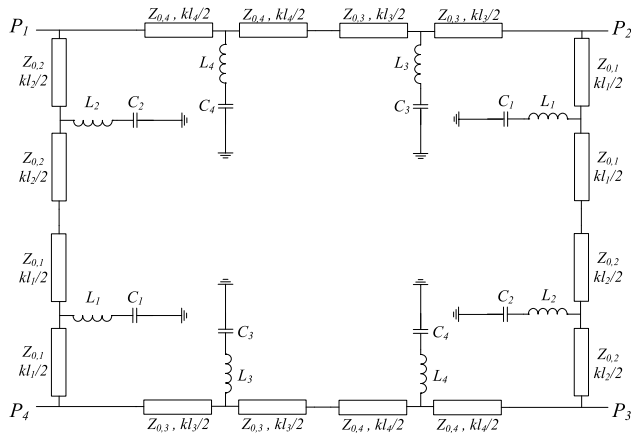 P1 Z0,4 , kl4/2 Z0,4 , kl4/2 Z0,3 , kl3/2 Z0,3 , kl3/2 P2
Z0,2 kl2/2 L4 L3 Z0,1 kl1/2
L2 C2 C4 C3 C1 L1
Z0,2 kl2/2 Z0,1 kl1/2
Z0,1 kl1/2 Z0,2 kl2/2
L1 C1 C3 C4 C2 L2
Z0,1 kl1/2 L3 L4 Z0,2 kl2/2
P4 Z0,3 , kl3/2 Z0,3 , kl3/2 Z0,4 , kl4/2 Z0,4 , kl4/2 P3